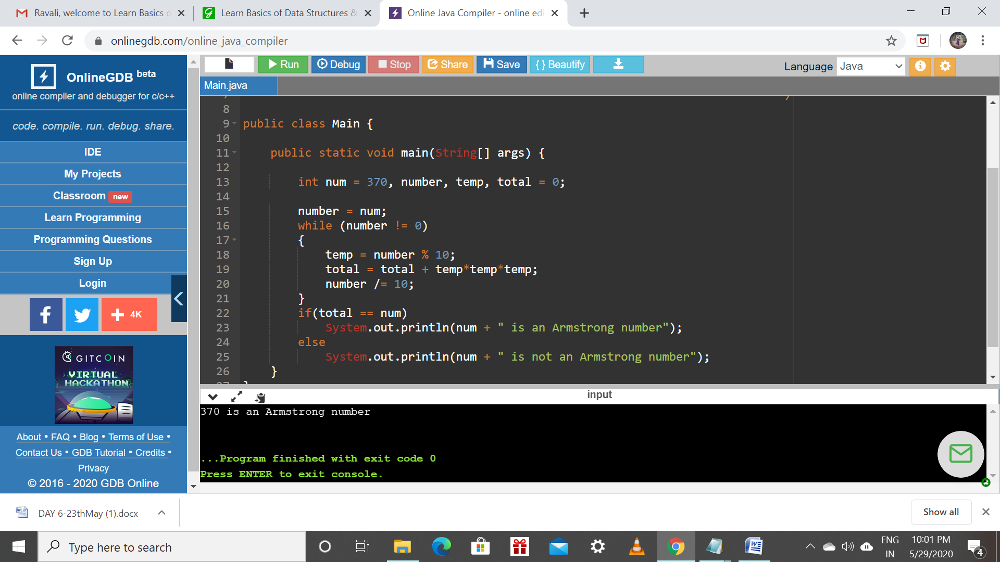 Ravali, welcome to Learn Basics o
Learn Basics of Data Structures &
Online Java Compiler - online edi
onlinegdb.com/online_java_compiler
OnlineGDB beta
online compiler and debugger for c/c++
code. compile. run. debug. share.
IDE
My Projects
Classroom new
Learn Programming
Programming Questions
Sign Up
Login
f + 4K
GITCOIN
VIRTUAL
HACKATHON
About • FAQ • Blog • Terms of Use •
Contact Us • GDB Tutorial • Credits •
Privacy
© 2016 - 2020 GDB Online
Run Debug Stop Share Save { } Beautify
Language Java
Main.java
8
9 public class Main {
10
11 public static void main(String[] args) {
12
13 int num = 370, number, temp, total = 0;
14
15 number = num;
16 while (number != 0)
17 {
18 temp = number % 10;
19 total = total + temp*temp*temp;
20 number /= 10;
21 }
22 if(total == num)
23 System.out.println(num + " is an Armstrong number");
24 else
25 System.out.println(num + " is not an Armstrong number");
26 }
input
370 is an Armstrong number
...Program finished with exit code 0
Press ENTER to exit console.
DAY 6-23thMay (1).docx
Show all
Type here to search
ENG
IN
10:01 PM
5/29/2020
4